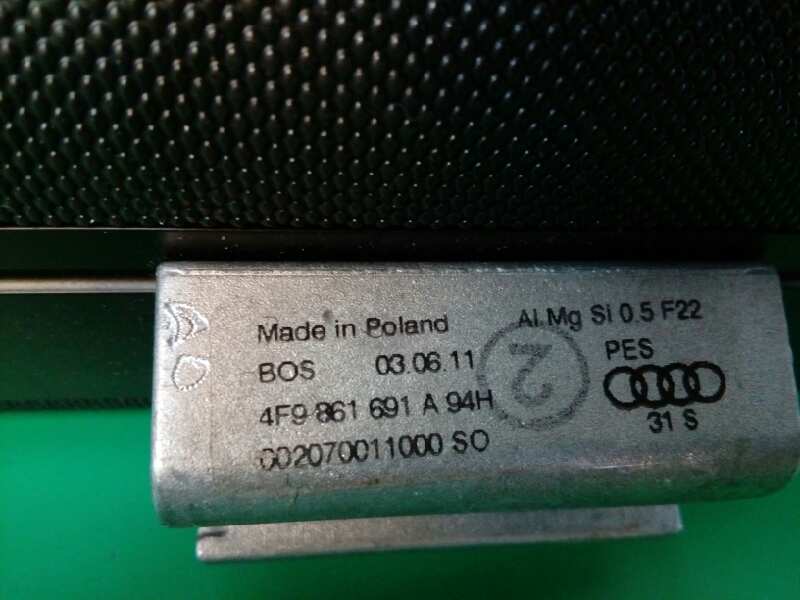 Made in Poland
BOS 03.06.11
4F9 861 691 A 94H
002070011000 SO
Al Mg Si 0.5 F22
PES
31 S
2